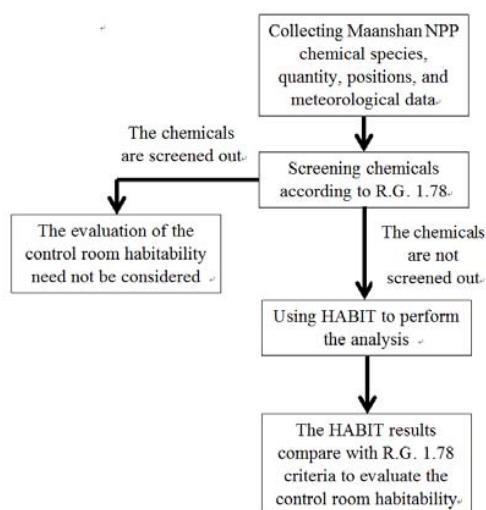 Collecting Maanshan NPP
chemical species,
quantity, positions, and
meteorological data
The chemicals
are screened out
Screening chemicals
according to R.G. 1.78
The evaluation of the
control room habitability
need not be considered
The chemicals
are not
screened out
Using HABIT to perform
the analysis
The HABIT results
compare with R.G. 1.78
criteria to evaluate the
control room habitability